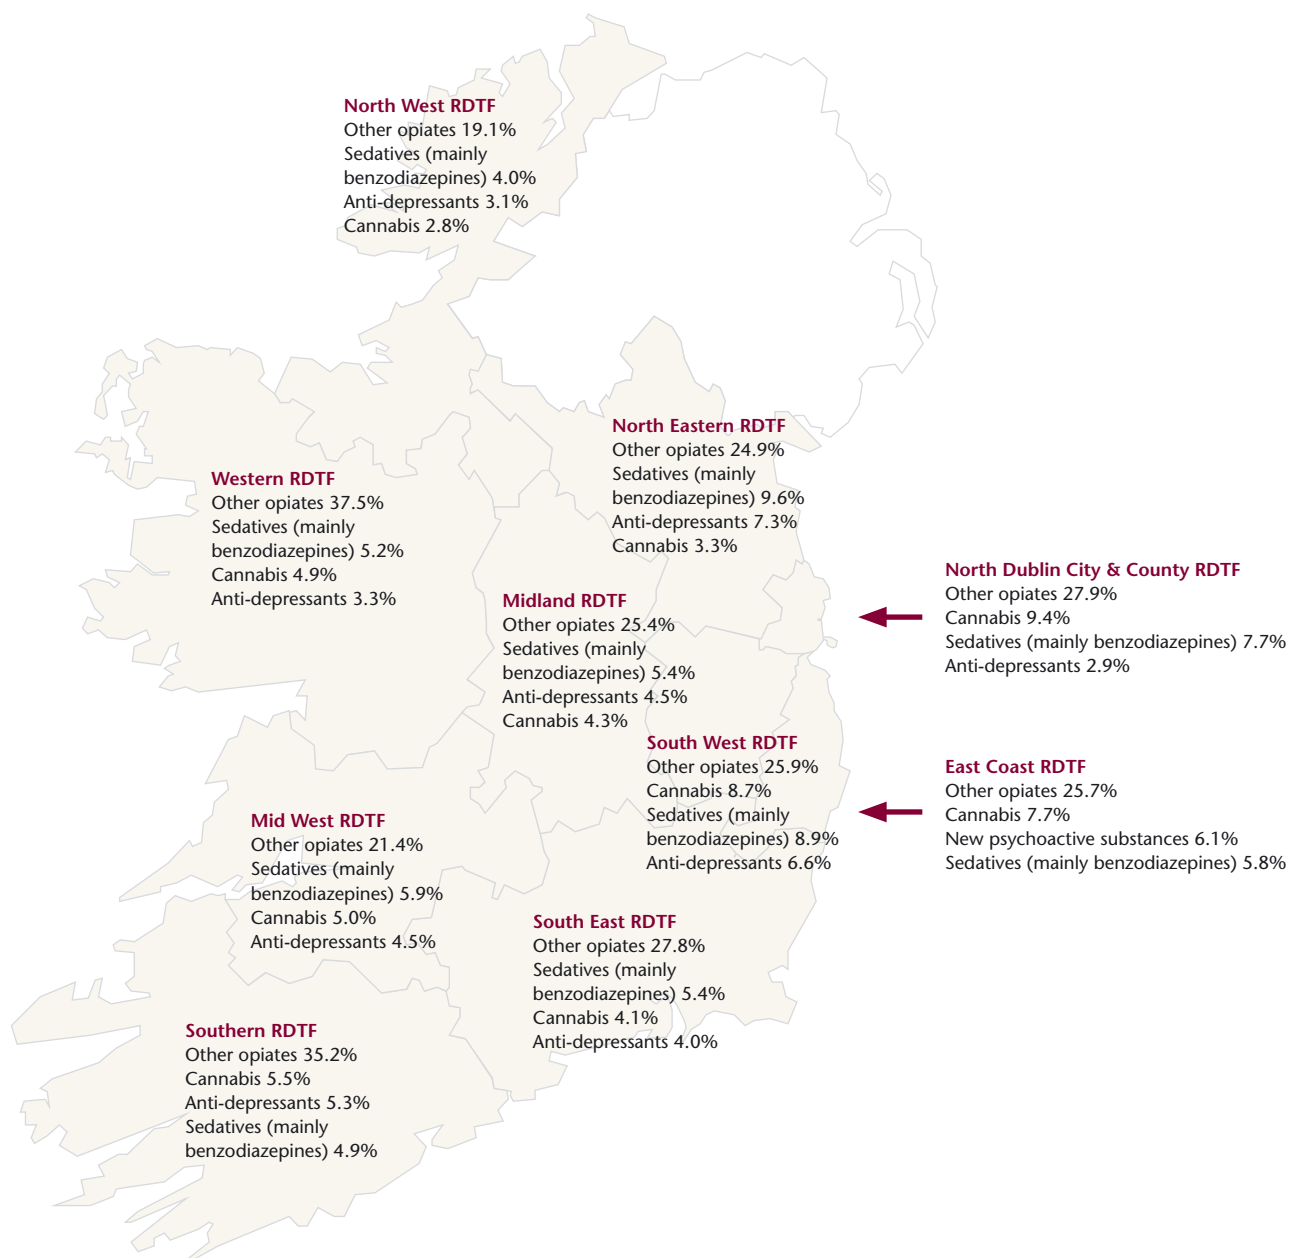 North West RDTF
Other opiates 19.1%
Sedatives (mainly
benzodiazepines) 4.0%
Anti-depressants 3.1%
Cannabis 2.8%
North Eastern RDTF
Other opiates 24.9%
Sedatives (mainly
benzodiazepines) 9.6%
Anti-depressants 7.3%
Cannabis 3.3%
Western RDTF
Other opiates 37.5%
Sedatives (mainly
benzodiazepines) 5.2%
Cannabis 4.9%
Anti-depressants 3.3%
North Dublin City & County RDTF
Other opiates 27.9%
Cannabis 9.4%
Sedatives (mainly benzodiazepines) 7.7%
Anti-depressants 2.9%
Midland RDTF
Other opiates 25.4%
Sedatives (mainly
benzodiazepines) 5.4%
Anti-depressants 4.5%
Cannabis 4.3%
South West RDTF
Other opiates 25.9%
Cannabis 8.7%
Sedatives (mainly
benzodiazepines) 8.9%
Anti-depressants 6.6%
East Coast RDTF
Other opiates 25.7%
Cannabis 7.7%
New psychoactive substances 6.1%
Sedatives (mainly benzodiazepines) 5.8%
Mid West RDTF
Other opiates 21.4%
Sedatives (mainly
benzodiazepines) 5.9%
Cannabis 5.0%
Anti-depressants 4.5%
South East RDTF
Other opiates 27.8%
Sedatives (mainly
benzodiazepines) 5.4%
Cannabis 4.1%
Anti-depressants 4.0%
Southern RDTF
Other opiates 35.2%
Cannabis 5.5%
Anti-depressants 5.3%
Sedatives (mainly
benzodiazepines) 4.9%